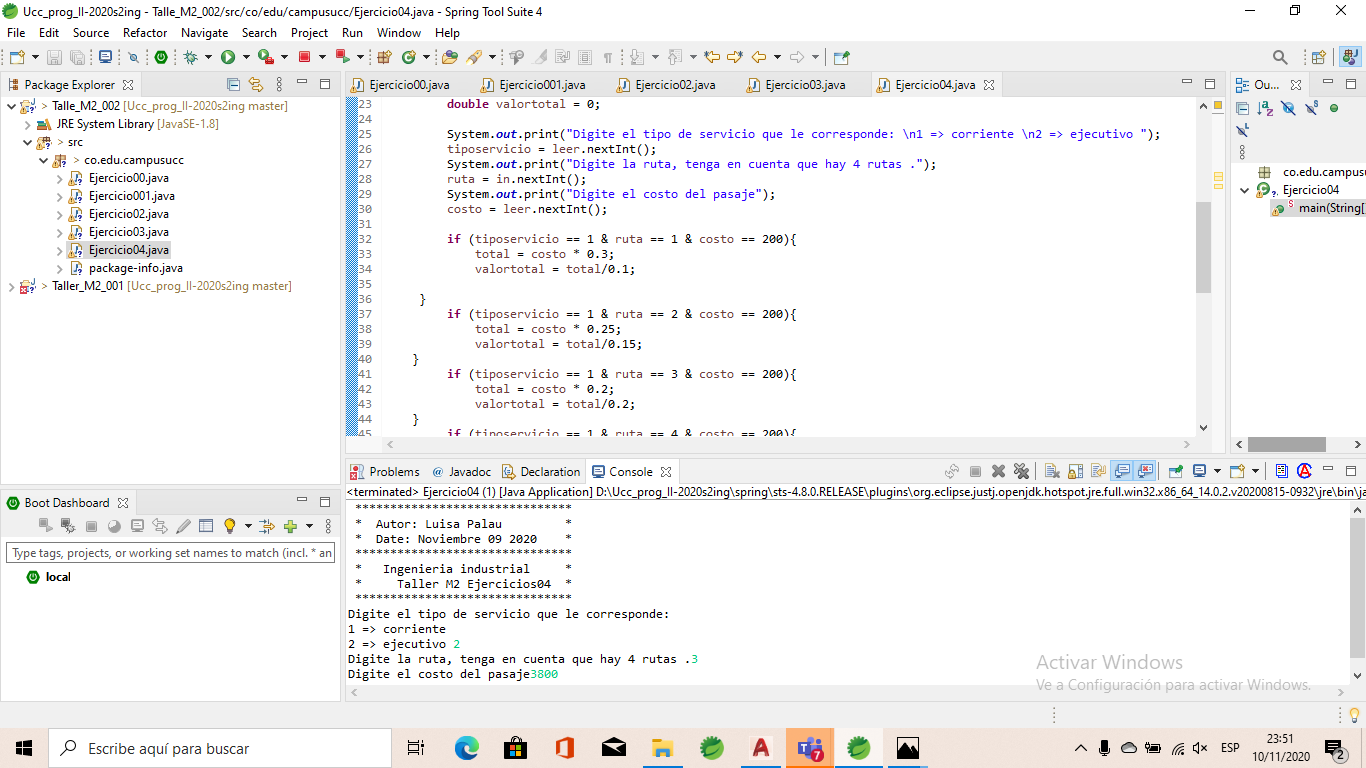 Ucc_prog_II-2020s2ing - Talle_M2_002/src/co/edu/campusucc/Ejercicio04.java - Spring Tool Suite 4
File Edit Source Refactor Navigate Search Project Run Window Help
Package Explorer
Talle_M2_002 [Ucc_prog_II-2020s2ing master]
JRE System Library [JavaSE-1.8]
src
co.edu.campusucc
Ejercicio00.java
Ejercicio001.java
Ejercicio02.java
Ejercicio03.java
Ejercicio04.java
package-info.java
Taller_M2_001 [Ucc_prog_II-2020s2ing master]
Ejercicio00.java Ejercicio001.java Ejercicio02.java Ejercicio03.java Ejercicio04.java
23 double valortotal = 0;
24
25 System.out.print("Digite el tipo de servicio que le corresponde: \n1 => corriente \n2 => ejecutivo ");
26 tiposervicio = leer.nextInt();
27 System.out.print("Digite la ruta, tenga en cuenta que hay 4 rutas .");
28 ruta = in.nextInt();
29 System.out.print("Digite el costo del pasaje");
30 costo = leer.nextInt();
31
32 if (tiposervicio == 1 & ruta == 1 & costo == 200){
33 total = costo * 0.3;
34 valortotal = total/0.1;
35
36 }
37 if (tiposervicio == 1 & ruta == 2 & costo == 200){
38 total = costo * 0.25;
39 valortotal = total/0.15;
40 }
41 if (tiposervicio == 1 & ruta == 3 & costo == 200){
42 total = costo * 0.2;
43 valortotal = total/0.2;
44 }
45 if (tiposervicio == 1 & ruta == 4 & costo == 200){
Ou...
co.edu.campusu
Ejercicio04
main(String[
Boot Dashboard
Type tags, projects, or working set names to match (incl. * an
local
Problems Javadoc Declaration Console
<terminated> Ejercicio04 (1) [Java Application] D:\Ucc_prog_II-2020s2ing\spring\sts-4.8.0.RELEASE\plugins\org.eclipse.justj.openjdk.hotspot.jre.full.win32.x86_64_14.0.2.v20200815-0932\jre\bin\ja
*******************************
* Autor: Luisa Palau *
* Date: Noviembre 09 2020 *
*******************************
* Ingenieria industrial *
* Taller M2 Ejercicios04 *
*******************************
Digite el tipo de servicio que le corresponde:
1 => corriente
2 => ejecutivo 2
Digite la ruta, tenga en cuenta que hay 4 rutas .3
Digite el costo del pasaje3800
Activar Windows
Ve a Configuración para activar Windows.
Escribe aquí para buscar
7
ESP
23:51
10/11/2020
2